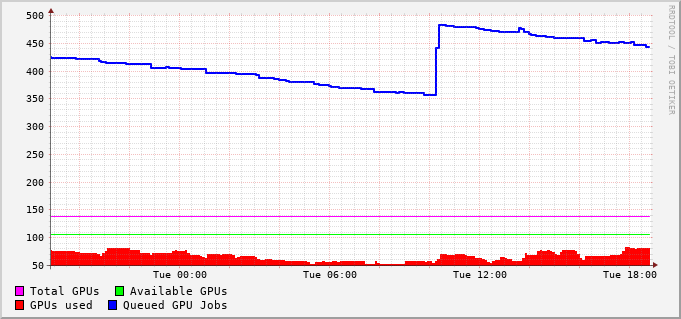 500
450
400
350
300
250
200
150
100
50
Tue 00:00 Tue 06:00 Tue 12:00 Tue 18:00
Total GPUs Available GPUs
GPUs used Queued GPU Jobs
RRDTOOL / TOBI OETIKER